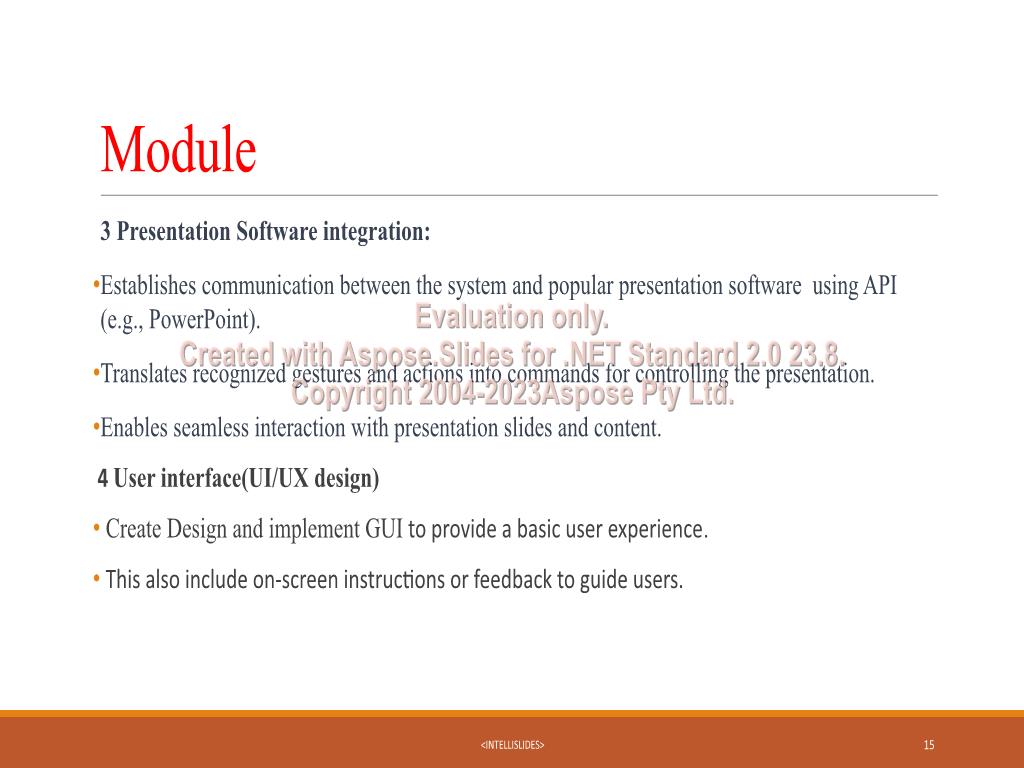 Module
3 Presentation Software integration:
•Establishes communication between the system and popular presentation software  using API
(e.g., PowerPoint).
Evaluation only.
Created with Aspose.Slides for .NET Standard 2.0 23.8.
•Translates recognized gestures and actions into commands for controlling the presentation.
Copyright 2004-2023Aspose Pty Ltd.
•Enables seamless interaction with presentation slides and content.
4 User interface(UI/UX design)
• Create Design and implement GUI to provide a basic user experience.
• This also include on-screen instructions or feedback to guide users.
<INTELLISLIDES>
15